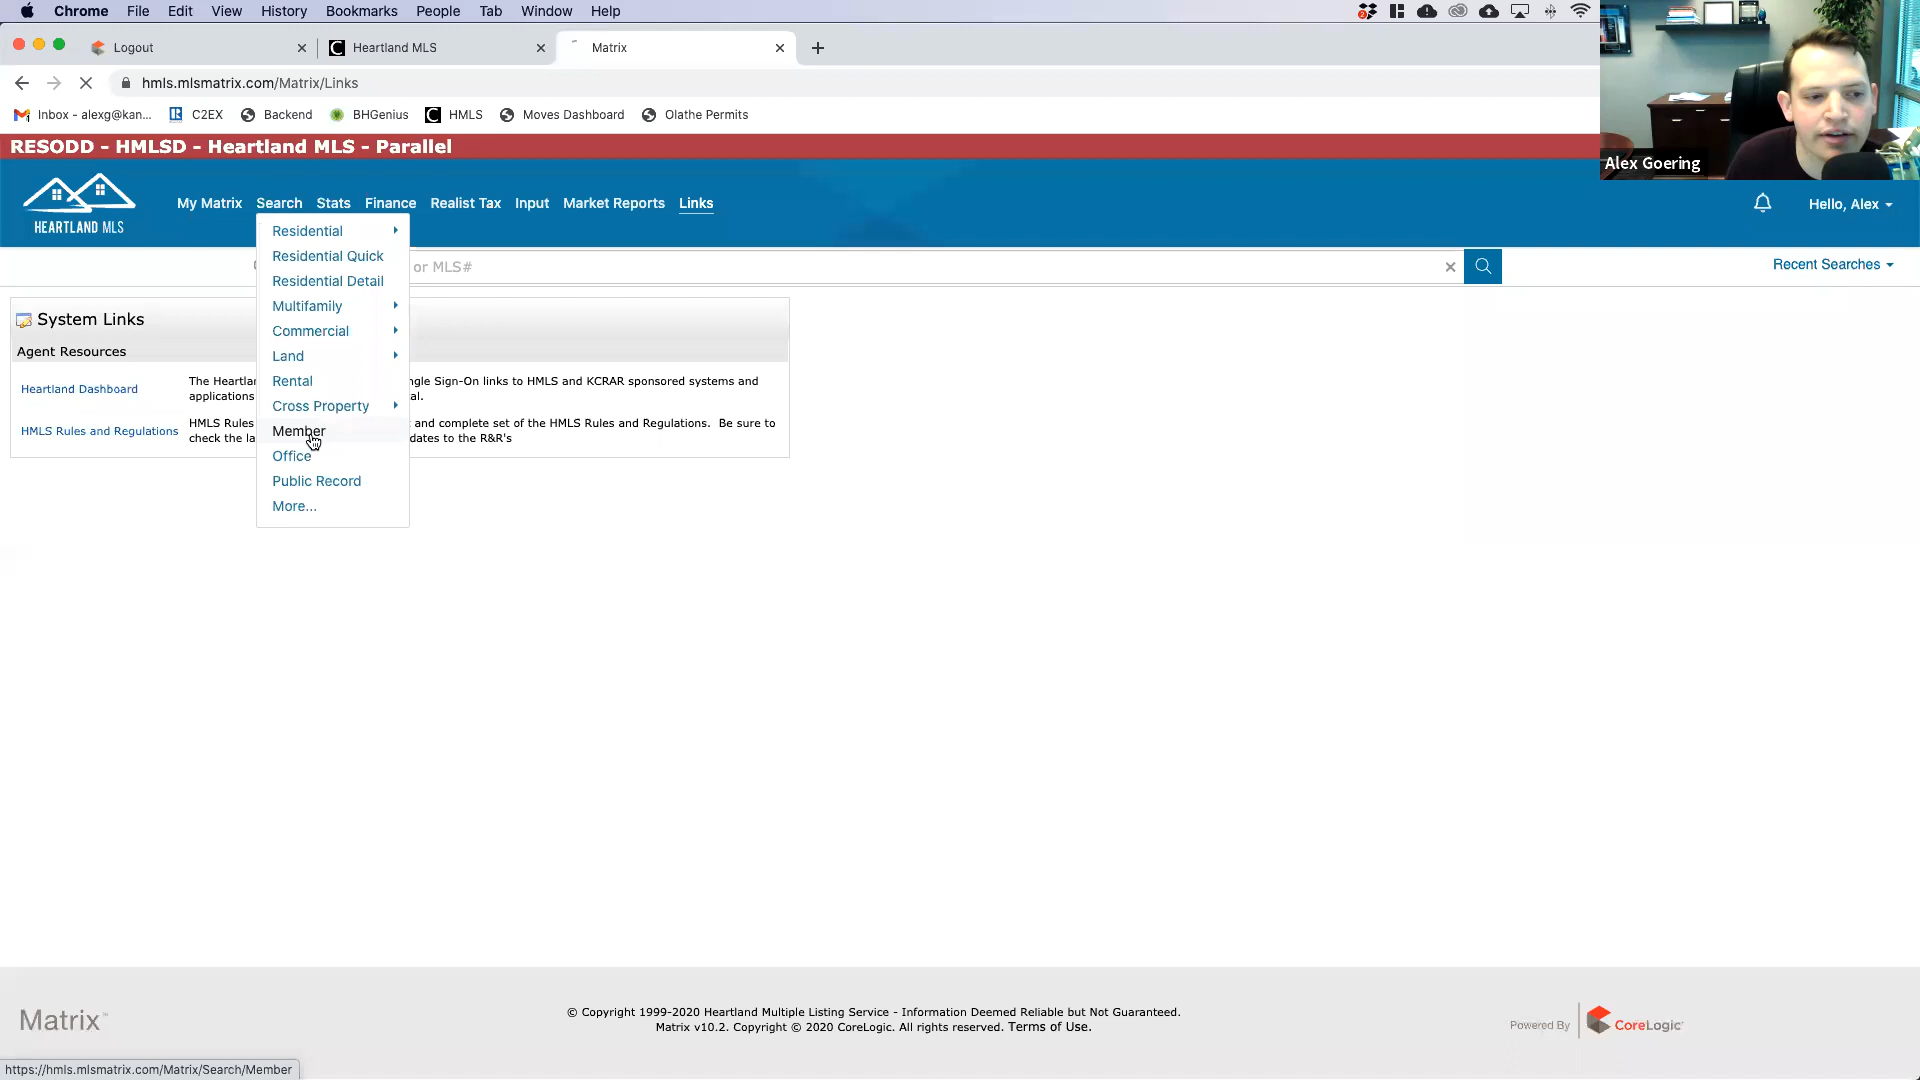 Chrome File Edit View History Bookmarks People Tab Window Help
Logout
Heartland MLS
Matrix
hmls.mlsmatrix.com/Matrix/Links
Inbox - alexg@kan... C2EX Backend BHGenius HMLS Moves Dashboard Olathe Permits
RESODD - HMLSD - Heartland MLS - Parallel
Alex Goering
HEARTLAND MLS
My Matrix Search Stats Finance Realist Tax Input Market Reports Links
Hello, Alex
or MLS#
Recent Searches
Residential
Residential Quick
Residential Detail
Multifamily
Commercial
Land
Rental
Cross Property
Member
Office
Public Record
More...
System Links
Agent Resources
Heartland Dashboard
The Heartla
ngle Sign-On links to HMLS and KCRAR sponsored systems and
applications
al.
HMLS Rules and Regulations
HMLS Rules
and complete set of the HMLS Rules and Regulations. Be sure to
check the la
dates to the R&R's
Matrix™
© Copyright 1999-2020 Heartland Multiple Listing Service - Information Deemed Reliable but Not Guaranteed.
Matrix v10.2. Copyright © 2020 CoreLogic. All rights reserved. Terms of Use.
Powered By CoreLogic
https://hmls.mlsmatrix.com/Matrix/Search/Member